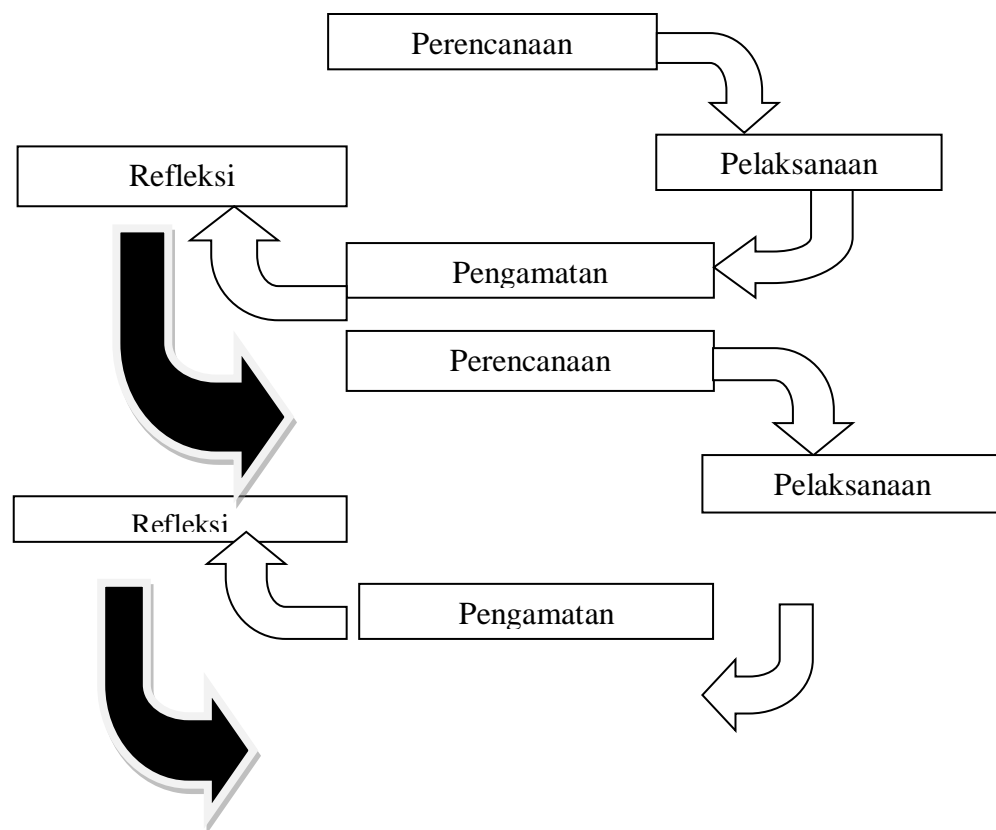 Perencanaan
Pelaksanaan
Refleksi
Pengamatan
Perencanaan
Pelaksanaan
Refleksi
Pengamatan